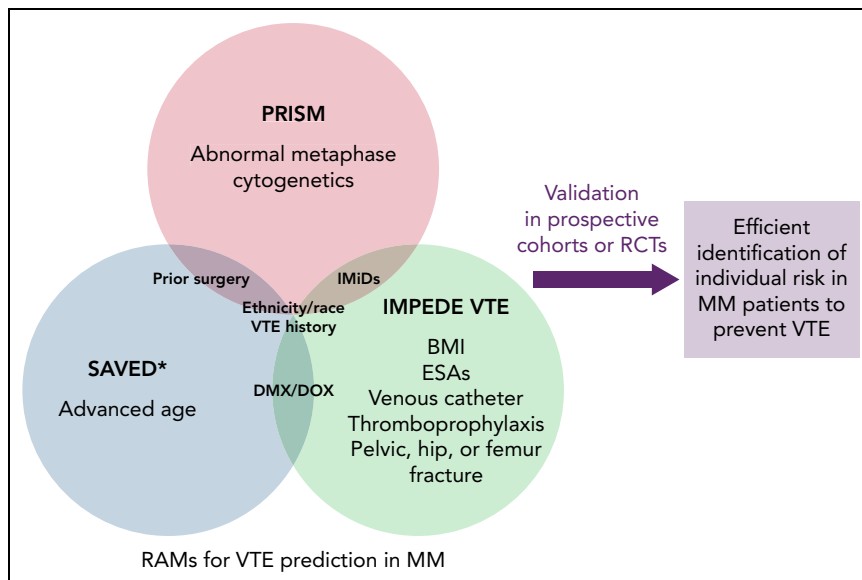 PRISM
Abnormal metaphase
cytogenetics
Prior surgery
IMiDs
Ethnicity/race
VTE history
SAVED*
Advanced age
DMX/DOX
IMPEDE VTE
BMI
ESAs
Venous catheter
Thromboprophylaxis
Pelvic, hip, or femur
fracture
Validation
in prospective
cohorts or RCTs
Efficient
identification of
individual risk in
MM patients to
prevent VTE
RAMs for VTE prediction in MM